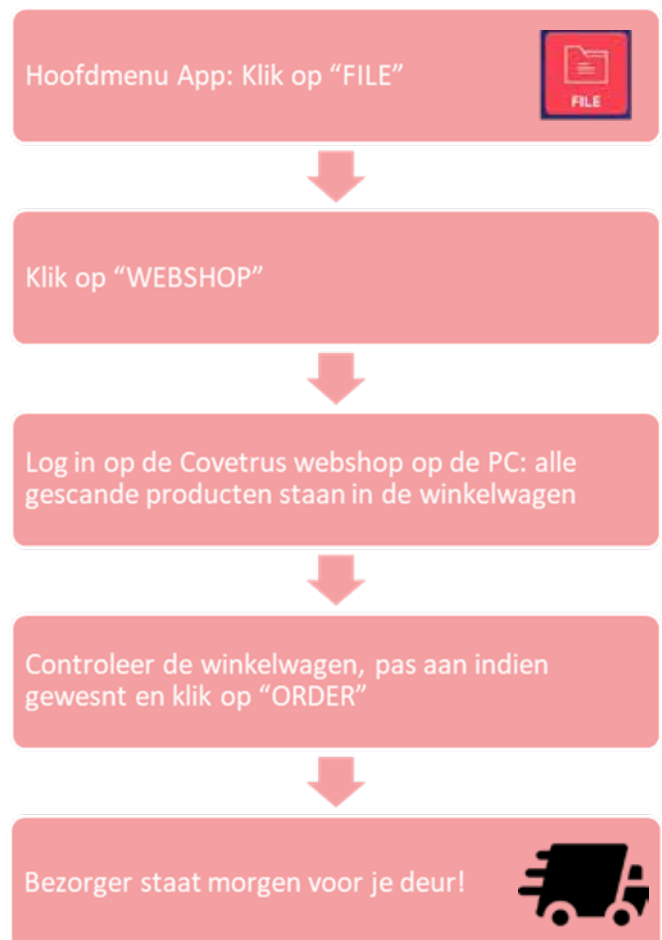 Hoofdmenu App: Klik op “FILE”
FILE
Klik op “WEBSHOP”
Log in op de Covetrus webshop op de PC: alle
gescande producten staan in de winkelwagen
Controleer de winkelwagen, pas aan indien
gewesnt en klik op “ORDER”
Bezorger staat morgen voor je deur!